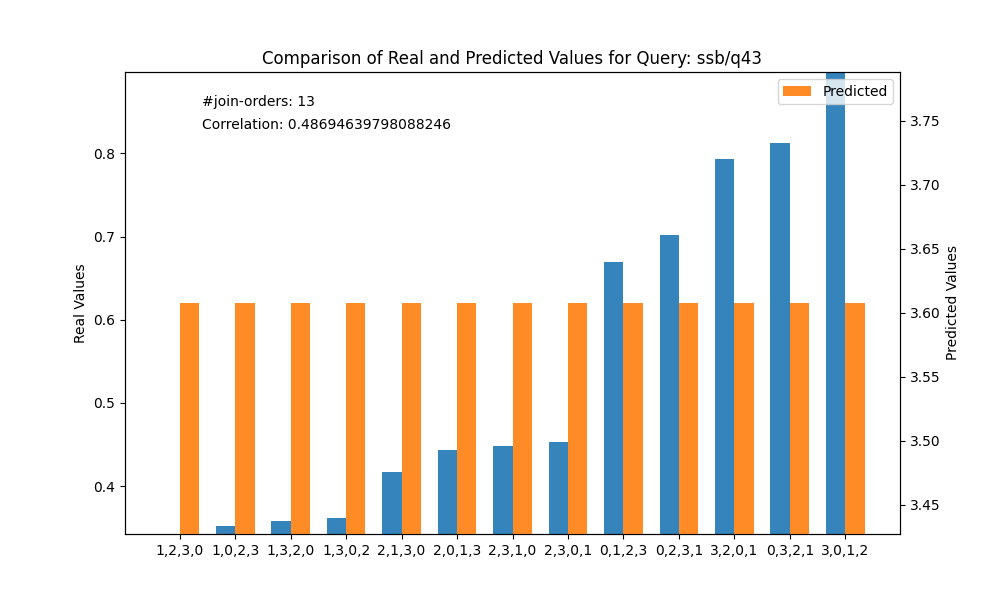 Comparison of Real and Predicted Values for Query: ssb/q43
#join-orders: 13
Correlation: 0.48694639798088246
Predicted
Real Values
0.8
0.7
0.6
0.5
0.4
3.75
3.70
3.65
3.60
3.55
3.50
3.45
Predicted Values
1,2,3,0 1,0,2,3 1,3,2,0 1,3,0,2 2,1,3,0 2,0,1,3 2,3,1,0 2,3,0,1 0,1,2,3 0,2,3,1 3,2,0,1 0,3,2,1 3,0,1,2